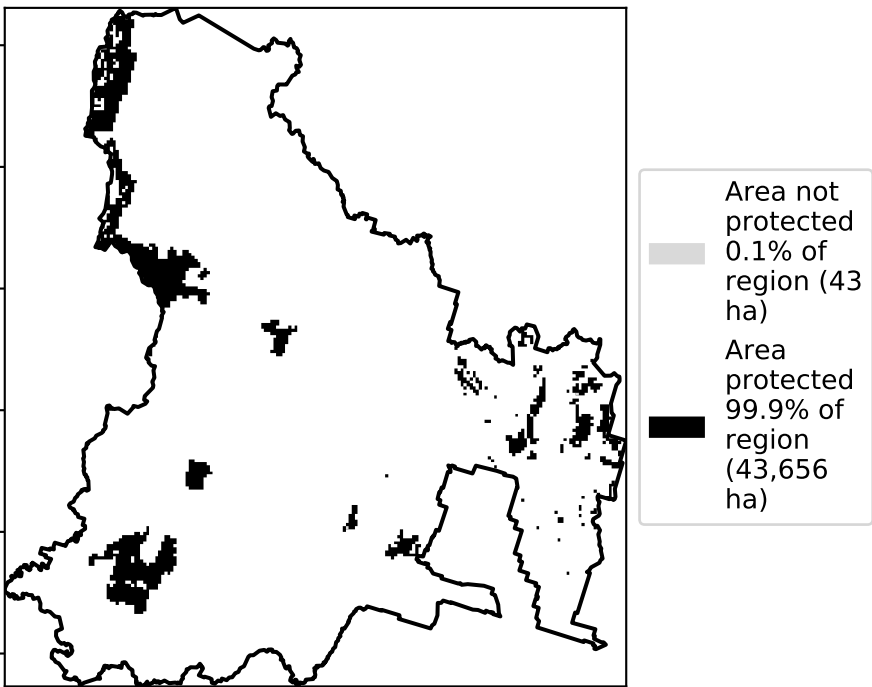 Area not
protected
0.1% of
region (43
ha)
Area
protected
99.9% of
region
(43,656
ha)